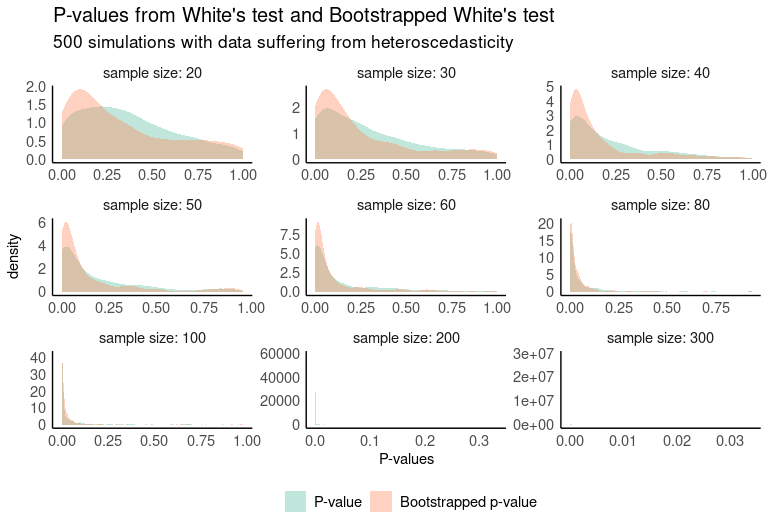 P-values from White's test and Bootstrapped White's test
500 simulations with data suffering from heteroscedasticity
sample size: 20
2.0
1.5
1.0
0.5
0.0
0.00 0.25 0.50 0.75 1.00
sample size: 30
2
1
0
0.00 0.25 0.50 0.75 1.00
sample size: 40
5
4
3
2
1
0
0.00 0.25 0.50 0.75 1.00
density
sample size: 50
6
4
2
0
0.00 0.25 0.50 0.75 1.00
sample size: 60
7.5
5.0
2.5
0.0
0.00 0.25 0.50 0.75 1.00
sample size: 80
20
15
10
5
0
0.00 0.25 0.50 0.75
sample size: 100
40
30
20
10
0
0.00 0.25 0.50 0.75 1.00
sample size: 200
60000
40000
20000
0
0.0 0.1 0.2 0.3
sample size: 300
3e+07
2e+07
1e+07
0e+00
0.00 0.01 0.02 0.03
P-values
P-value Bootstrapped p-value